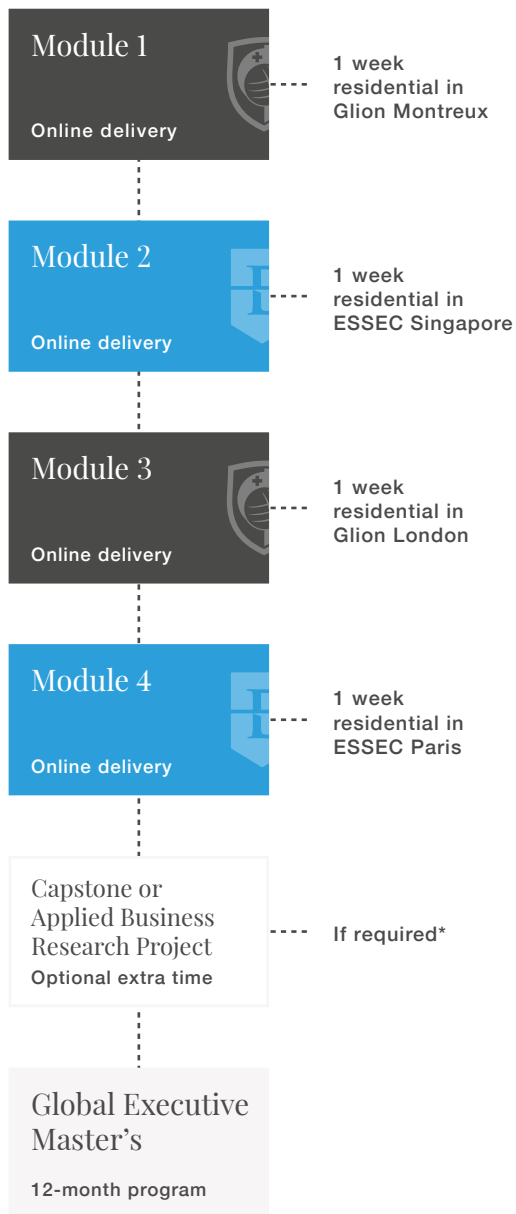 Module 1
Online delivery
1 week
residential in
Glion Montreux
Module 2
Online delivery
1 week
residential in
ESSEC Singapore
Module 3
Online delivery
1 week
residential in
Glion London
Module 4
Online delivery
1 week
residential in
ESSEC Paris
Capstone or
Applied Business
Research Project
Optional extra time
If required*
Global Executive
Master’s
12-month program